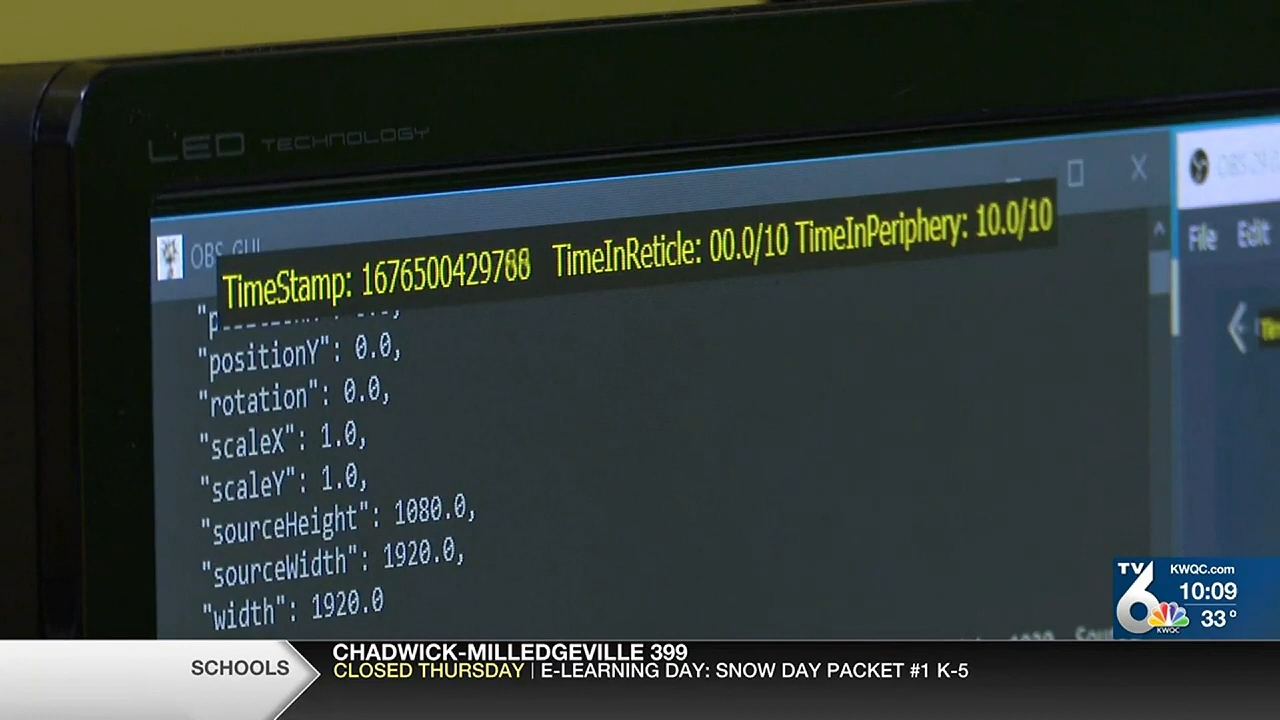 LED TECHNOLOGY
OBS GUI
TimeStamp: 1676500429788 TimeInReticle: 00.0/10 TimeInPeriphery: 10.0/10
File Edit
"positionY": 0.0,
"rotation": 0.0,
"scaleX": 1.0,
"scaleY": 1.0,
"sourceHeight": 1080.0,
"sourceWidth": 1920.0,
"width": 1920.0
TV6 KWQC
KWQC.com
10:09
33°
SCHOOLS
CHADWICK-MILLEDGEVILLE 399
CLOSED THURSDAY | E-LEARNING DAY: SNOW DAY PACKET #1 K-5